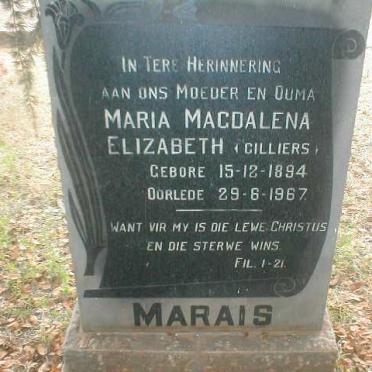 IN TERE HERINNERING
AAN ONS MOEDER EN OUMA
MARIA MAGDALENA
ELIZABETH (CILLIERS)
GEBORE 15-12-1894
OORLEDE 29-6-1967
WANT VIR MY IS DIE LEWE CHRISTUS
EN DIE STERWE WINS.
FIL. 1-21.
MARAIS